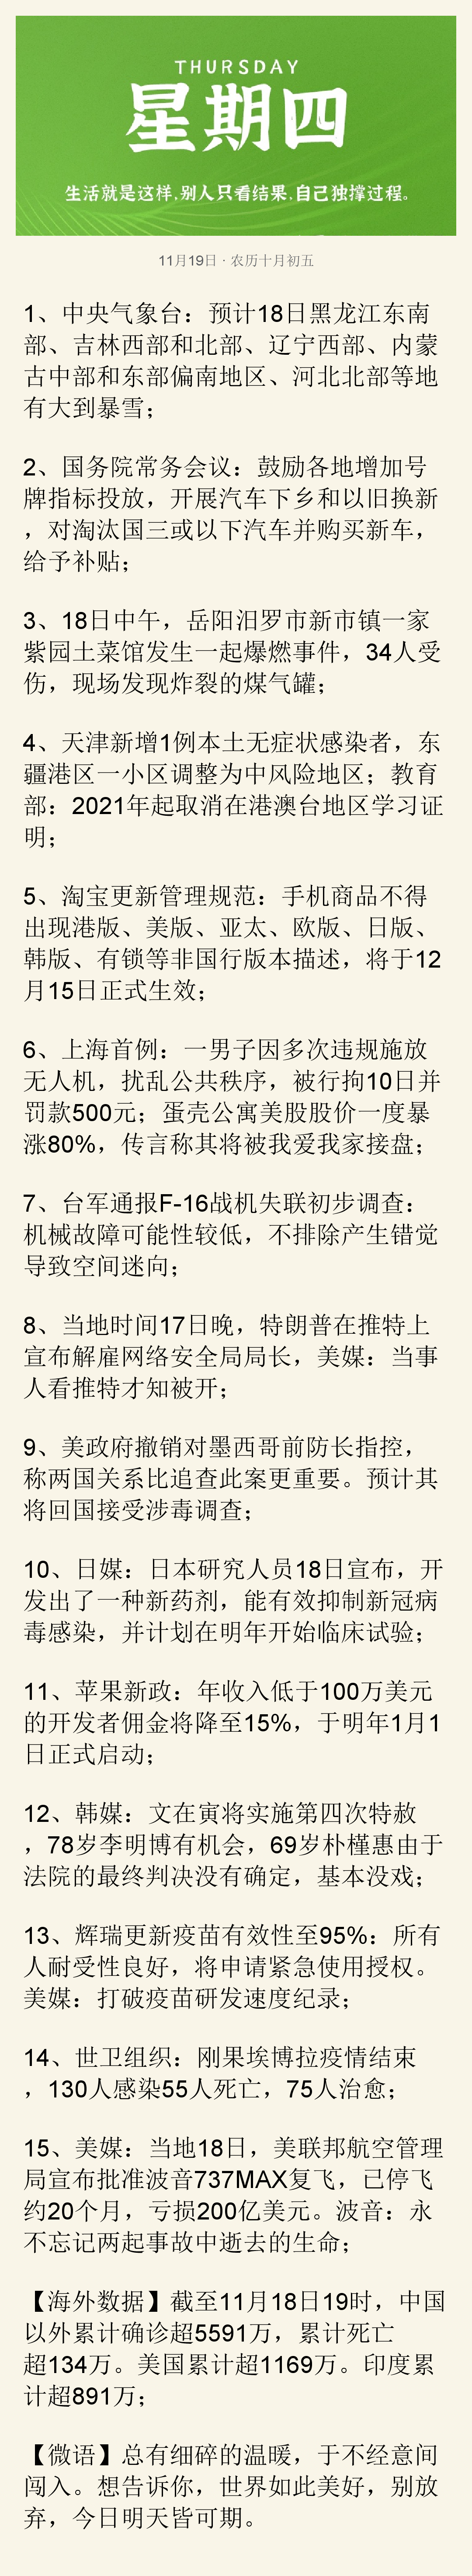 THURSDAY
星期四
生活就是这样,别人只看结果,自己独撑过程。
11月19日 · 农历十月初五
1、中央气象台：预计18日黑龙江东南
部、吉林西部和北部、辽宁西部、内蒙
古中部和东部偏南地区、河北北部等地
有大到暴雪；
2、国务院常务会议：鼓励各地增加号
牌指标投放，开展汽车下乡和以旧换新
，对淘汰国三或以下汽车并购买新车，
给予补贴；
3、18日中午，岳阳汨罗市新市镇一家
紫园土菜馆发生一起爆燃事件，34人受
伤，现场发现炸裂的煤气罐；
4、天津新增1例本土无症状感染者，东
疆港区一小区调整为中风险地区；教育
部：2021年起取消在港澳台地区学习证
明；
5、淘宝更新管理规范：手机商品不得
出现港版、美版、亚太、欧版、日版、
韩版、有锁等非国行版本描述，将于12
月15日正式生效；
6、上海首例：一男子因多次违规施放
无人机，扰乱公共秩序，被行拘10日并
罚款500元；蛋壳公寓美股股价一度暴
涨80%，传言称其将被我爱我家接盘；
7、台军通报F-16战机失联初步调查：
机械故障可能性较低，不排除产生错觉
导致空间迷向；
8、当地时间17日晚，特朗普在推特上
宣布解雇网络安全局局长，美媒：当事
人看推特才知被开；
9、美政府撤销对墨西哥前防长指控，
称两国关系比追查此案更重要。预计其
将回国接受涉毒调查；
10、日媒：日本研究人员18日宣布，开
发出了一种新药剂，能有效抑制新冠病
毒感染，并计划在明年开始临床试验；
11、苹果新政：年收入低于100万美元
的开发者佣金将降至15%，于明年1月1
日正式启动；
12、韩媒：文在寅将实施第四次特赦
，78岁李明博有机会，69岁朴槿惠由于
法院的最终判决没有确定，基本没戏；
13、辉瑞更新疫苗有效性至95%：所有
人耐受性良好，将申请紧急使用授权。
美媒：打破疫苗研发速度纪录；
14、世卫组织：刚果埃博拉疫情结束
，130人感染55人死亡，75人治愈；
15、美媒：当地18日，美联邦航空管理
局宣布批准波音737MAX复飞，已停飞
约20个月，亏损200亿美元。波音：永
不忘记两起事故中逝去的生命；
【海外数据】截至11月18日19时，中国
以外累计确诊超5591万，累计死亡
超134万。美国累计超1169万。印度累
计超891万；
【微语】总有细碎的温暖，于不经意间
闯入。想告诉你，世界如此美好，别放
弃，今日明天皆可期。